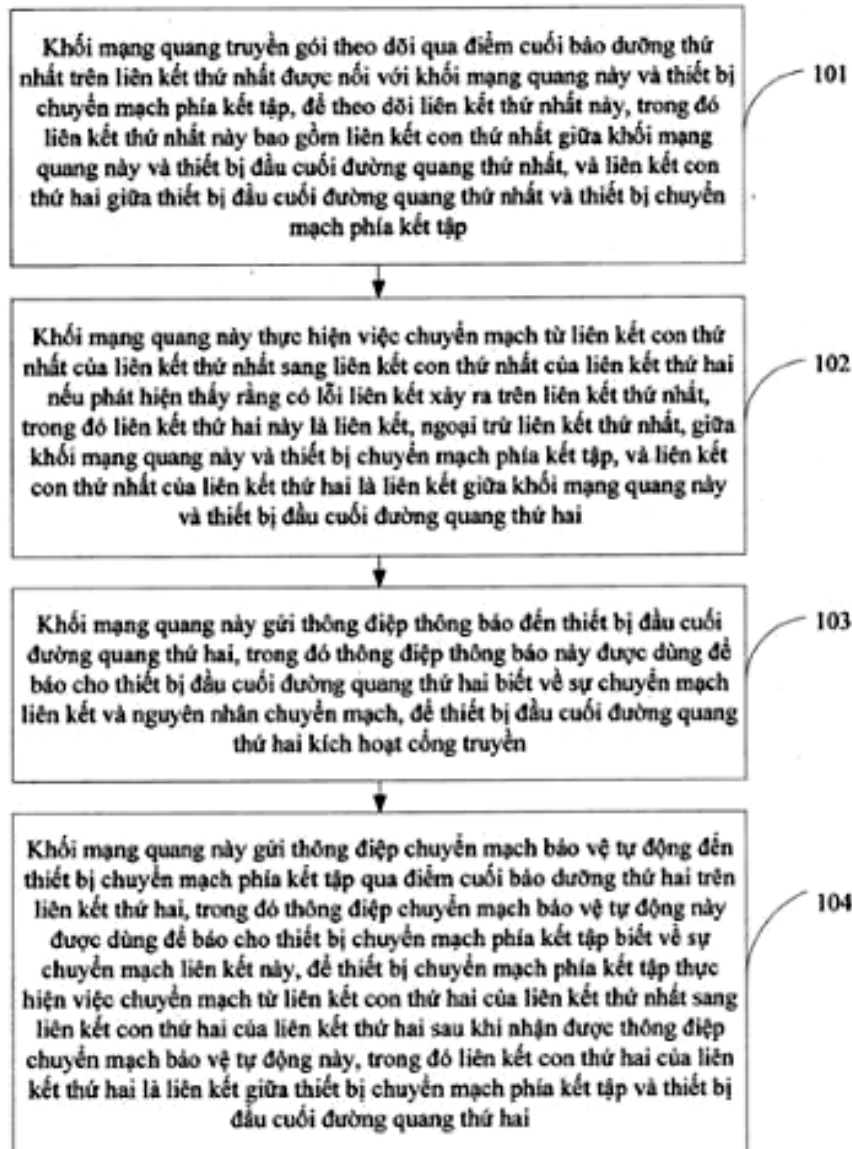 Khối mạng quang truyền gói theo dõi qua điểm cuối bảo dưỡng thứ
nhất trên liên kết thứ nhất được nối với khối mạng quang này và thiết bị
chuyển mạch phía kết tập, để theo dõi liên kết thứ nhất này, trong đó
liên kết thứ nhất này bao gồm liên kết con thứ nhất giữa khối mạng
quang này và thiết bị đầu cuối đường quang thứ nhất, và liên kết con
thứ hai giữa thiết bị đầu cuối đường quang thứ nhất và thiết bị chuyển
mạch phía kết tập
101
Khối mạng quang này thực hiện việc chuyển mạch từ liên kết con thứ
nhất của liên kết thứ nhất sang liên kết con thứ nhất của liên kết thứ hai
nếu phát hiện thấy rằng có lỗi liên kết xảy ra trên liên kết thứ nhất,
trong đó liên kết thứ hai này là liên kết, ngoại trừ liên kết thứ nhất, giữa
khối mạng quang này và thiết bị chuyển mạch phía kết tập, và liên kết
con thứ nhất của liên kết thứ hai là liên kết giữa khối mạng quang này
và thiết bị đầu cuối đường quang thứ hai
102
Khối mạng quang này gửi thông điệp thông báo đến thiết bị đầu cuối
đường quang thứ hai, trong đó thông điệp thông báo này được dùng để
báo cho thiết bị đầu cuối đường quang thứ hai biết về sự chuyển mạch
liên kết và nguyên nhân chuyển mạch, để thiết bị đầu cuối đường quang
thứ hai kích hoạt cổng truyền
103
Khối mạng quang này gửi thông điệp chuyển mạch bảo vệ tự động đến
thiết bị chuyển mạch phía kết tập qua điểm cuối bảo dưỡng thứ hai trên
liên kết thứ hai, trong đó thông điệp chuyển mạch bảo vệ tự động này
được dùng để báo cho thiết bị chuyển mạch phía kết tập biết về sự
chuyển mạch liên kết này, để thiết bị chuyển mạch phía kết tập thực
hiện việc chuyển mạch từ liên kết con thứ hai của liên kết thứ nhất sang
liên kết con thứ hai của liên kết thứ hai sau khi nhận được thông điệp
chuyển mạch bảo vệ tự động này, trong đó liên kết con thứ hai của liên
kết thứ hai là liên kết giữa thiết bị chuyển mạch phía kết tập và thiết bị
đầu cuối đường quang thứ hai
104